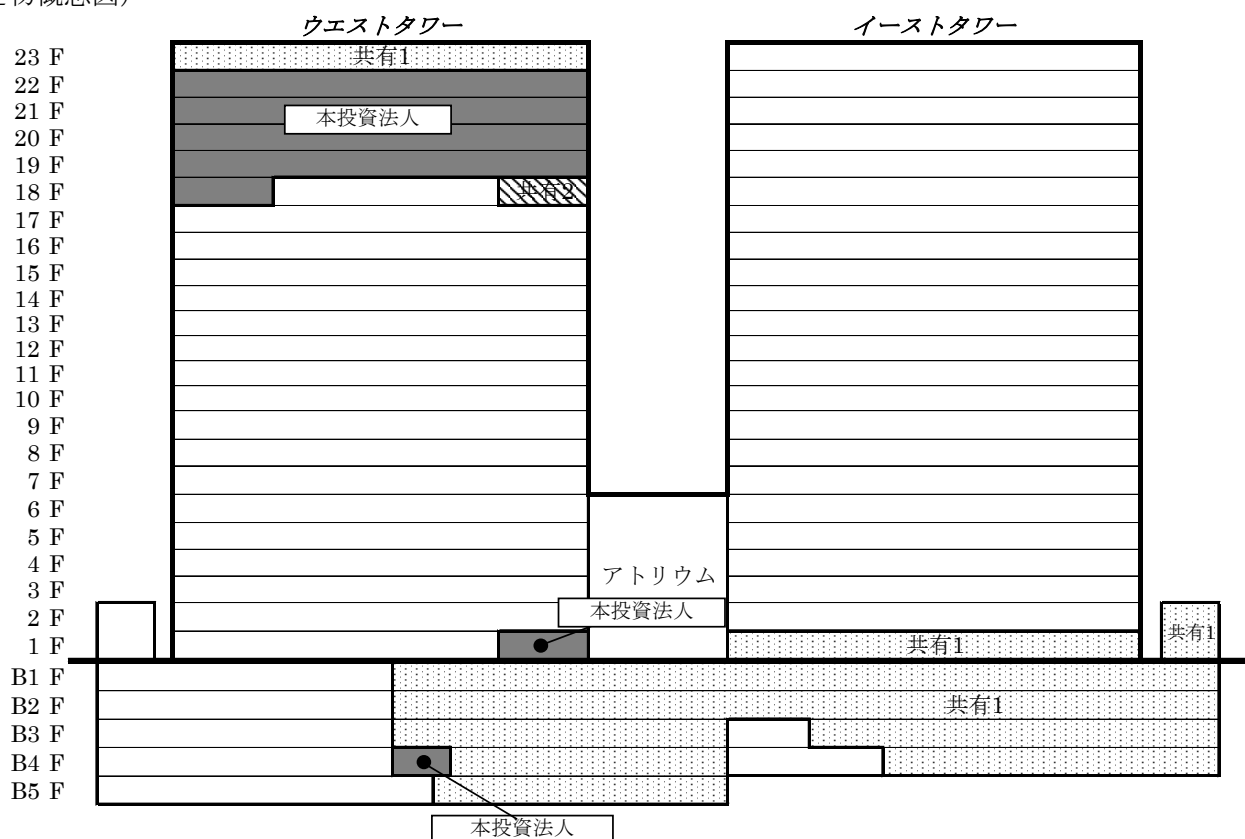 ウエストタワー イーストタワー
23 F 共有1
22 F
21 F 本投資法人
20 F
19 F
18 F 共有2
17 F
16 F
15 F
14 F
13 F
12 F
11 F
10 F
9 F
8 F
7 F
6 F
5 F
4 F
アトリウム
3 F
2 F 本投資法人
共有1
1 F 共有1
B1 F
B2 F 共有1
B3 F
B4 F
B5 F
本投資法人